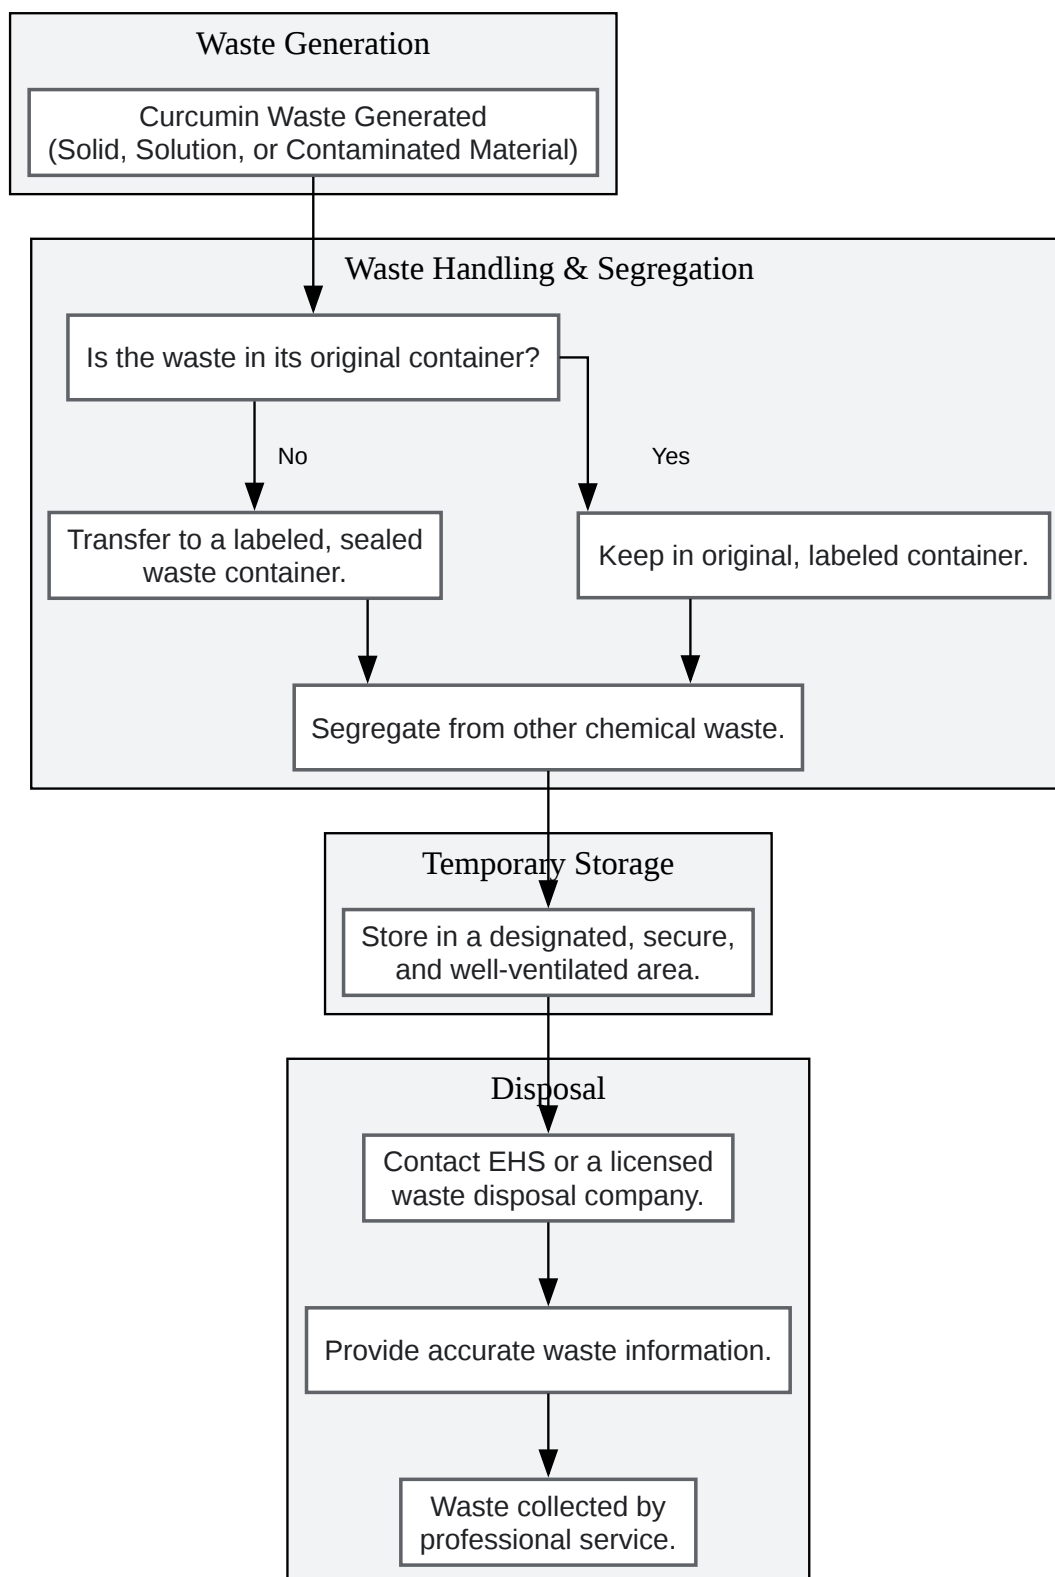 Waste Generation
Curcumin Waste Generated
(Solid, Solution, or Contaminated Material)
Waste Handling & Segregation
Is the waste in its original container?
No
Yes
Transfer to a labeled, sealed
waste container.
Keep in original, labeled container.
Segregate from other chemical waste.
Temporary Storage
Store in a designated, secure,
and well-ventilated area.
Disposal
Contact EHS or a licensed
waste disposal company.
Provide accurate waste information.
Waste collected by
professional service.